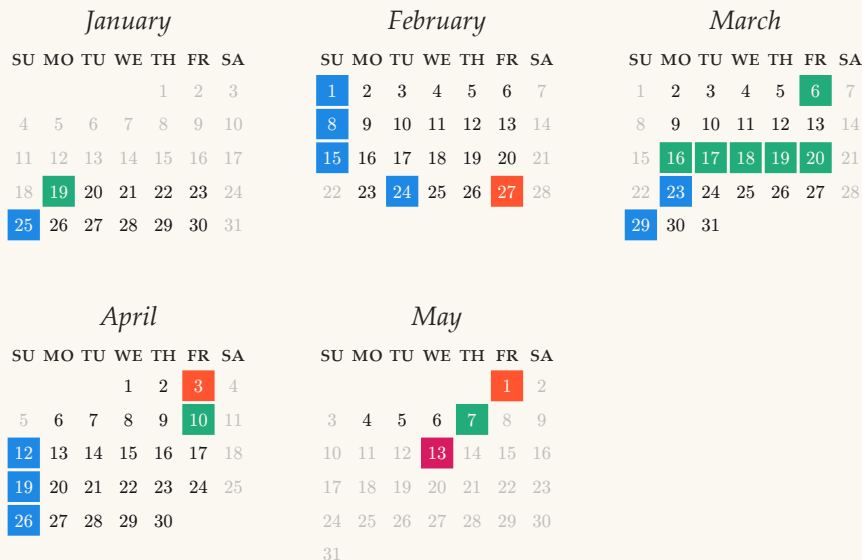 January February March
SU MO TU WE TH FR SA SU MO TU WE TH FR SA SU MO TU WE TH FR SA
1 2 3 1 2 3 4 5 6 7 1 2 3 4 5 6 7
4 5 6 7 8 9 10 8 9 10 11 12 13 14 8 9 10 11 12 13 14
11 12 13 14 15 16 17 15 16 17 18 19 20 21 15 16 17 18 19 20 21
18 19 20 21 22 23 24 22 23 24 25 26 27 28 22 23 24 25 26 27 28
25 26 27 28 29 30 31 29 30 31
April May
SU MO TU WE TH FR SA SU MO TU WE TH FR SA
1 2 3 4 1 2
5 6 7 8 9 10 11 3 4 5 6 7 8 9
12 13 14 15 16 17 18 10 11 12 13 14 15 16
19 20 21 22 23 24 25 17 18 19 20 21 22 23
26 27 28 29 30 24 25 26 27 28 29 30
31